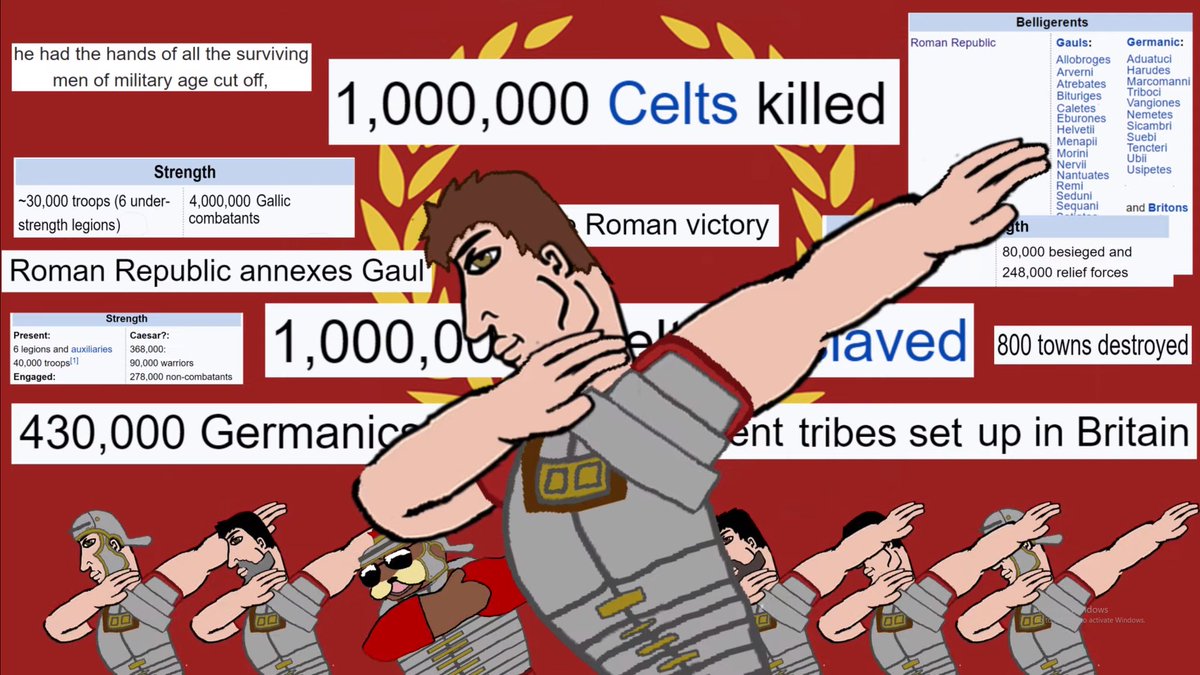 he had the hands of all the surviving
men of military age cut off,
1,000,000 Celts killed
Belligerents
Roman Republic
Gauls:
Allobroges
Arverni
Atrebates
Bituriges
Caletes
Eburones
Helvetii
Menapii
Morini
Nervii
Nantuates
Remi
Seduni
Sequani
Germanic:
Aduatuci
Harudes
Marcomanni
Triboci
Vangiones
Nemetes
Sicambri
Suebi
Tencteri
Ubii
Usipetes
and Britons
Strength
~30,000 troops (6 under-
strength legions)
4,000,000 Gallic
combatants
Roman victory
80,000 besieged and
248,000 relief forces
Roman Republic annexes Gaul
Strength
Present:
6 legions and auxiliaries
40,000 troops[1]
Engaged:
Caesar?:
368,000:
90,000 warriors
278,000 non-combatants
800 towns destroyed
430,000 Germanics
tribes set up in Britain